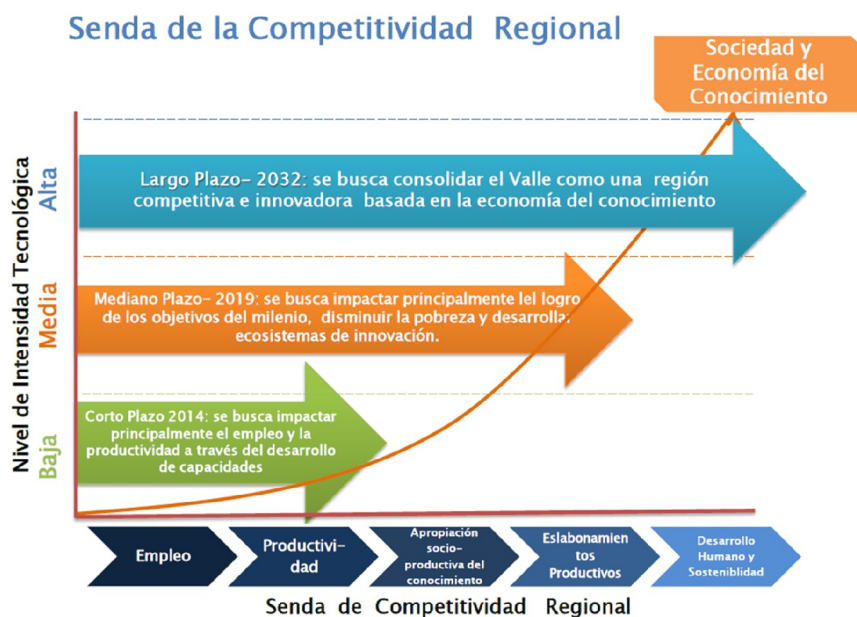 Senda de la Competitividad Regional
Sociedad y
Economía del
Conocimiento
Nivel de Intensidad Tecnológica
Alta
Largo Plazo- 2032: se busca consolidar el Valle como una región
competitiva e innovadora basada en la economía del conocimiento
Media
Mediano Plazo- 2019: se busca impactar principalmente lel logro
de los objetivos del milenio, disminuir la pobreza y desarrolla:
ecosistemas de innovación.
Baja
Corto Plazo 2014: se busca impactar
principalmente el empleo y la
productividad a través del desarrollo
de capacidades
Empleo
Productivi-
dad
Apropiación
socio-
productiva del
conocimiento
Eslabonamien
tos
Productivos
Desarrollo
Humano y
Sosteniblidad
Senda de Competitividad Regional